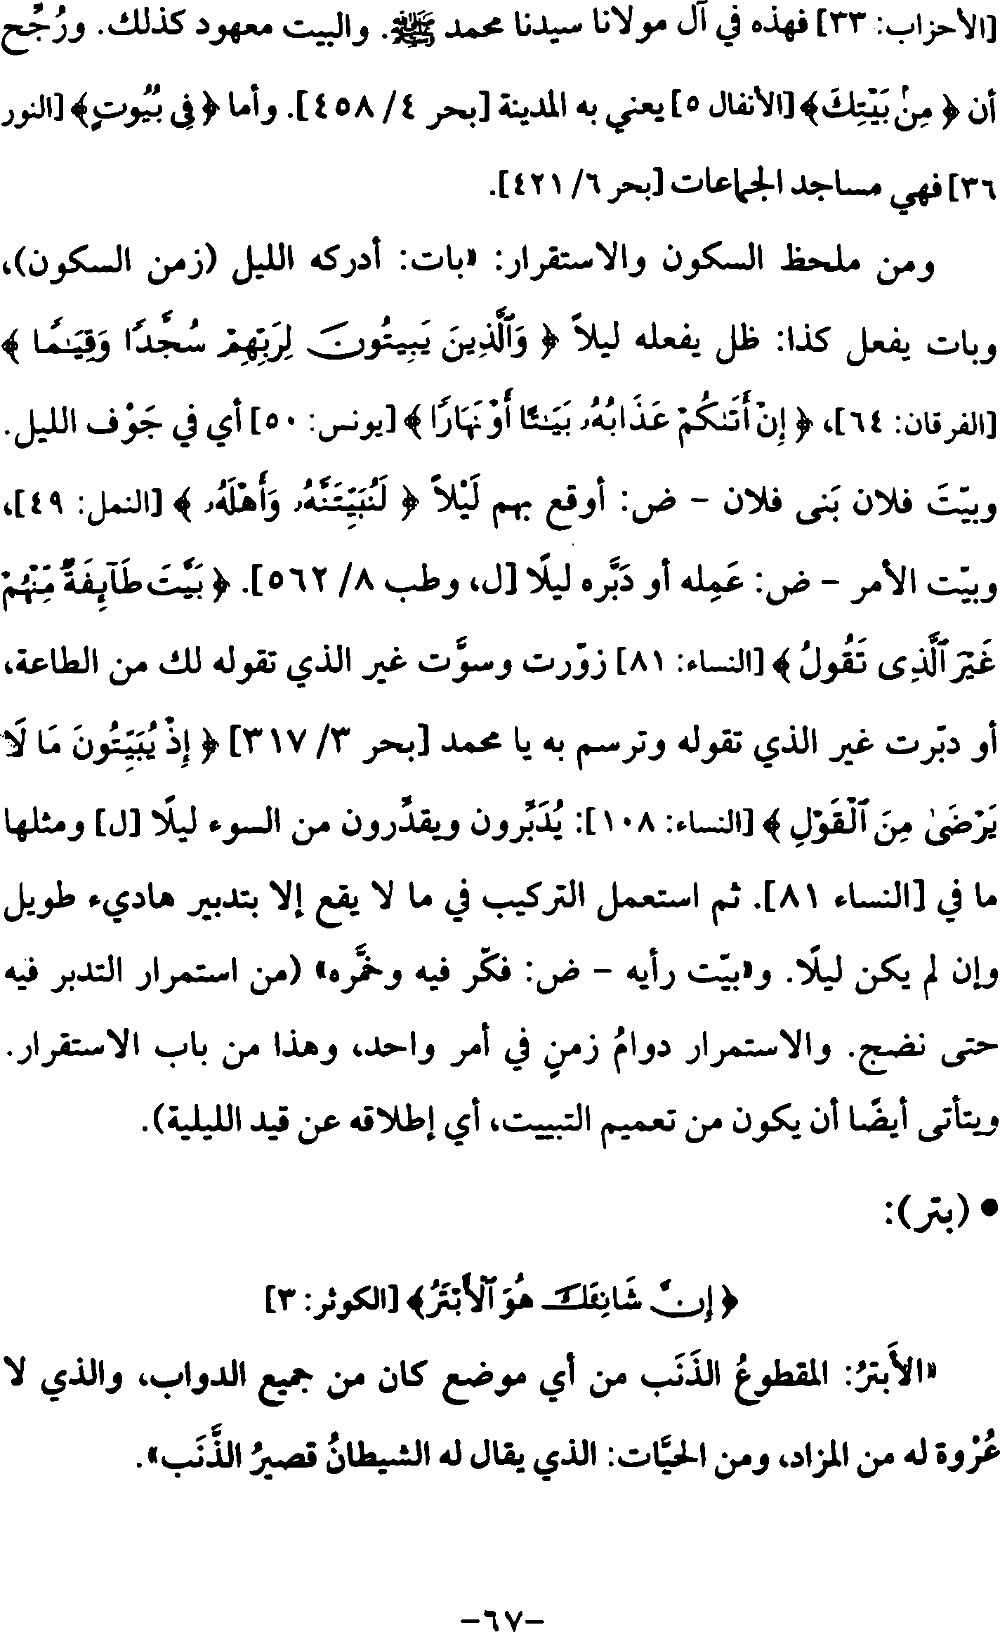 [الأحزاب: ٣٣] فهذه في آل مولانا سيدنا محمد ﷺ. والبيت معهود كذلك. ورُجِّح
أن ﴿ مِنۢ بَيۡتِكَ﴾ [الأنفال ٥] يعني به المدينة [بحر ٤/ ٤٥٨]. وأما ﴿ فِي بُيُوتٍ﴾ [النور
٣٦] فهي مساجد الجماعات [بحر ٦/ ٤٢١].
ومن ملحظ السكون والاستقرار: «بات: أدركه الليل (زمن السكون)،
وبات يفعل كذا: ظل يفعله ليلاً ﴿ وَٱلَّذِينَ يَبِيتُونَ لِرَبِّهِمۡ سُجَّدٗا وَقِيَٰمٗا ﴾
[الفرقان: ٦٤]، ﴿ إِنۡ أَتَىٰكُمۡ عَذَابُهُۥ بَيَٰتًا أَوۡ نَهَارٗا ﴾ [يونس: ٥٠] أي في جَوْف الليل.
وبيّتَ فلان بَنى فلان - ض: أوقع بهم لَيْلاً ﴿ لَنُبَيِّتَنَّهُۥ وَأَهۡلَهُۥ ﴾ [النمل: ٤٩]،
وبيّت الأمر - ض: عَمِله أو دَبَّره ليلًا [ل، وطب ٨/ ٥٦٢]. ﴿ بَيَّتَ طَآئِفَةٞ مِّنۡهُمۡ
غَيۡرَ ٱلَّذِي تَقُولُ ﴾ [النساء: ٨١] زوّرت وسوَّت غير الذي تقوله لك من الطاعة،
أو دبّرت غير الذي تقوله وترسم به يا محمد [بحر ٣/ ٣١٧] ﴿ إِذۡ يُبَيِّتُونَ مَا لَا
يَرۡضَىٰ مِنَ ٱلۡقَوۡلِ ﴾ [النساء: ١٠٨]: يُدَبِّرون ويقدَّرون من السوء ليلًا [ل] ومثلها
ما في [النساء ٨١]. ثم استعمل التركيب في ما لا يقع إلا بتدبير هاديء طويل
وإن لم يكن ليلًا. و«بيّت رأيه - ض: فكّر فيه وخمَّره» (من استمرار التدبر فيه
حتى نضج. والاستمرار دوامُ زمنٍ في أمر واحد، وهذا من باب الاستقرار.
ويتأتى أيضًا أن يكون من تعميم التبييت، أي إطلاقه عن قيد الليلية).
• (بتر):
﴿ إِنَّ شَانِئَكَ هُوَ ٱلۡأَبۡتَرُ﴾ [الكوثر: ٣]
«الأَبترُ: المقطوعُ الذَنَب من أي موضع كان من جميع الدواب، والذي لا
عُرْوة له من المزاد، ومن الحيَّات: الذي يقال له الشيطانُ قصيرُ الذَّنَب».
-٦٧-